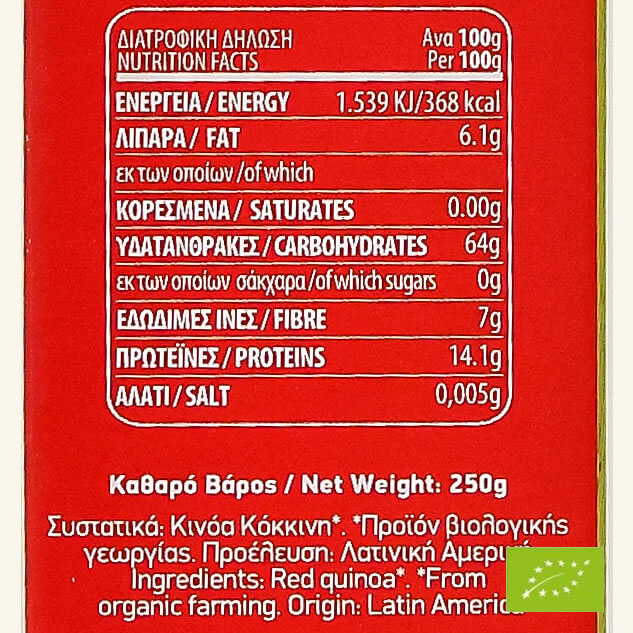 ΔΙΑΤΡΟΦΙΚΗ ΔΗΛΩΣΗ Ανα 100g
NUTRITION FACTS Per 100g
ΕΝΕΡΓΕΙΑ / ENERGY 1.539 KJ/368 kcal
ΛΙΠΑΡΑ / FAT 6.1g
εκ των οποίων /of which
ΚΟΡΕΣΜΕΝΑ / SATURATES 0.00g
ΥΔΑΤΑΝΘΡΑΚΕΣ / CARBOHYDRATES 64g
εκ των οποίων σάκχαρα /of which sugars 0g
ΕΔΩΔΙΜΕΣ ΙΝΕΣ / FIBRE 7g
ΠΡΩΤΕΪΝΕΣ / PROTEINS 14.1g
ΑΛΑΤΙ / SALT 0,005g
Καθαρό Βάρος / Net Weight: 250g
Συστατικά: Κινόα Κόκκινη*. *Προϊόν βιολογικής
γεωργίας. Προέλευση: Λατινική
Ingredients: Red quinoa*. *From
organic farming. Origin: Latin America